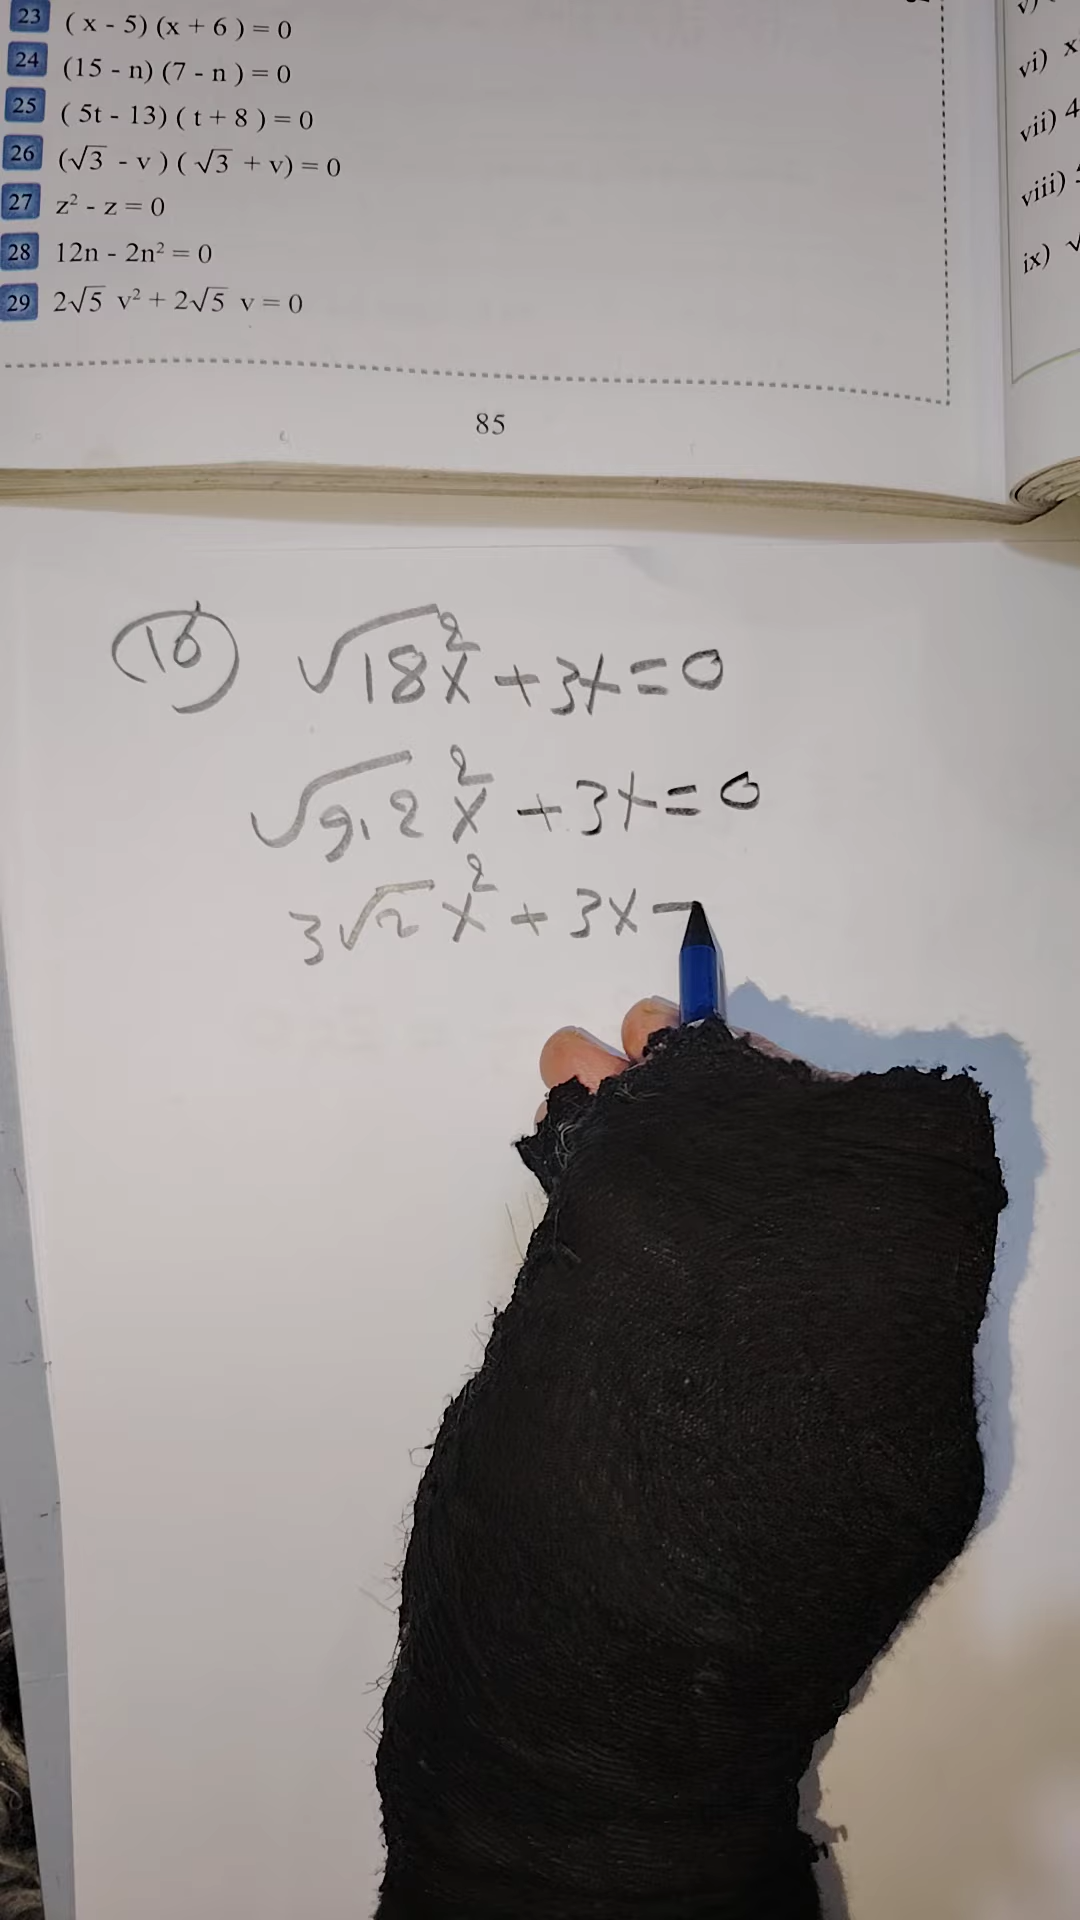 23 ( x - 5) (x + 6 ) = 0
24 (15 - n) (7 - n ) = 0
25 ( 5t - 13) ( t + 8 ) = 0
26 (√3 - v ) ( √3 + v) = 0
27 z² - z = 0
28 12n - 2n² = 0
29 2√5 v² + 2√5 v = 0
85
vi) x
vii) 4
viii)
ix) √
16 √18x² + 3x = 0
√9.2 x² + 3x = 0
3√2 x² + 3x